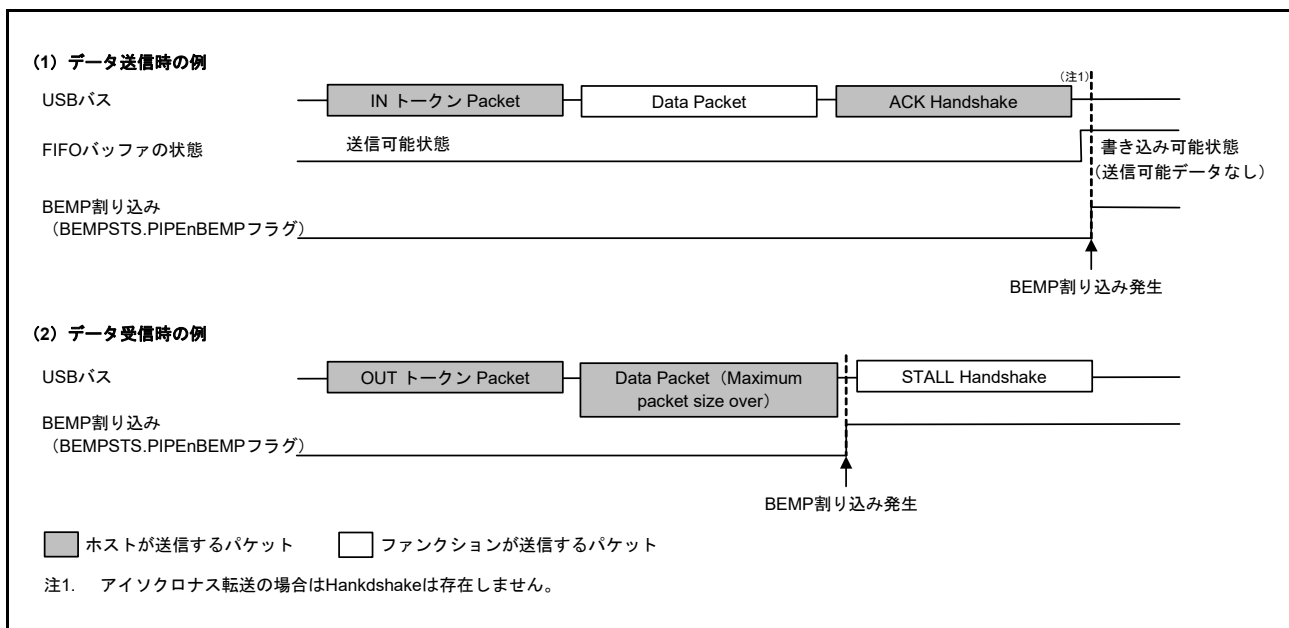 (1) データ送信時の例
(注1)
USBバス
IN トークン Packet
Data Packet
ACK Handshake
FIFOバッファの状態
送信可能状態
書き込み可能状態
（送信可能データなし）
BEMP割り込み
（BEMPSTS.PIPEnBEMPフラグ）
BEMP割り込み発生
(2) データ受信時の例
USBバス
OUT トークン Packet
Data Packet（Maximum
packet size over）
STALL Handshake
BEMP割り込み
（BEMPSTS.PIPEnBEMPフラグ）
BEMP割り込み発生
ホストが送信するパケット
ファンクションが送信するパケット
注1. アイソクロナス転送の場合はHankdshakeは存在しません。